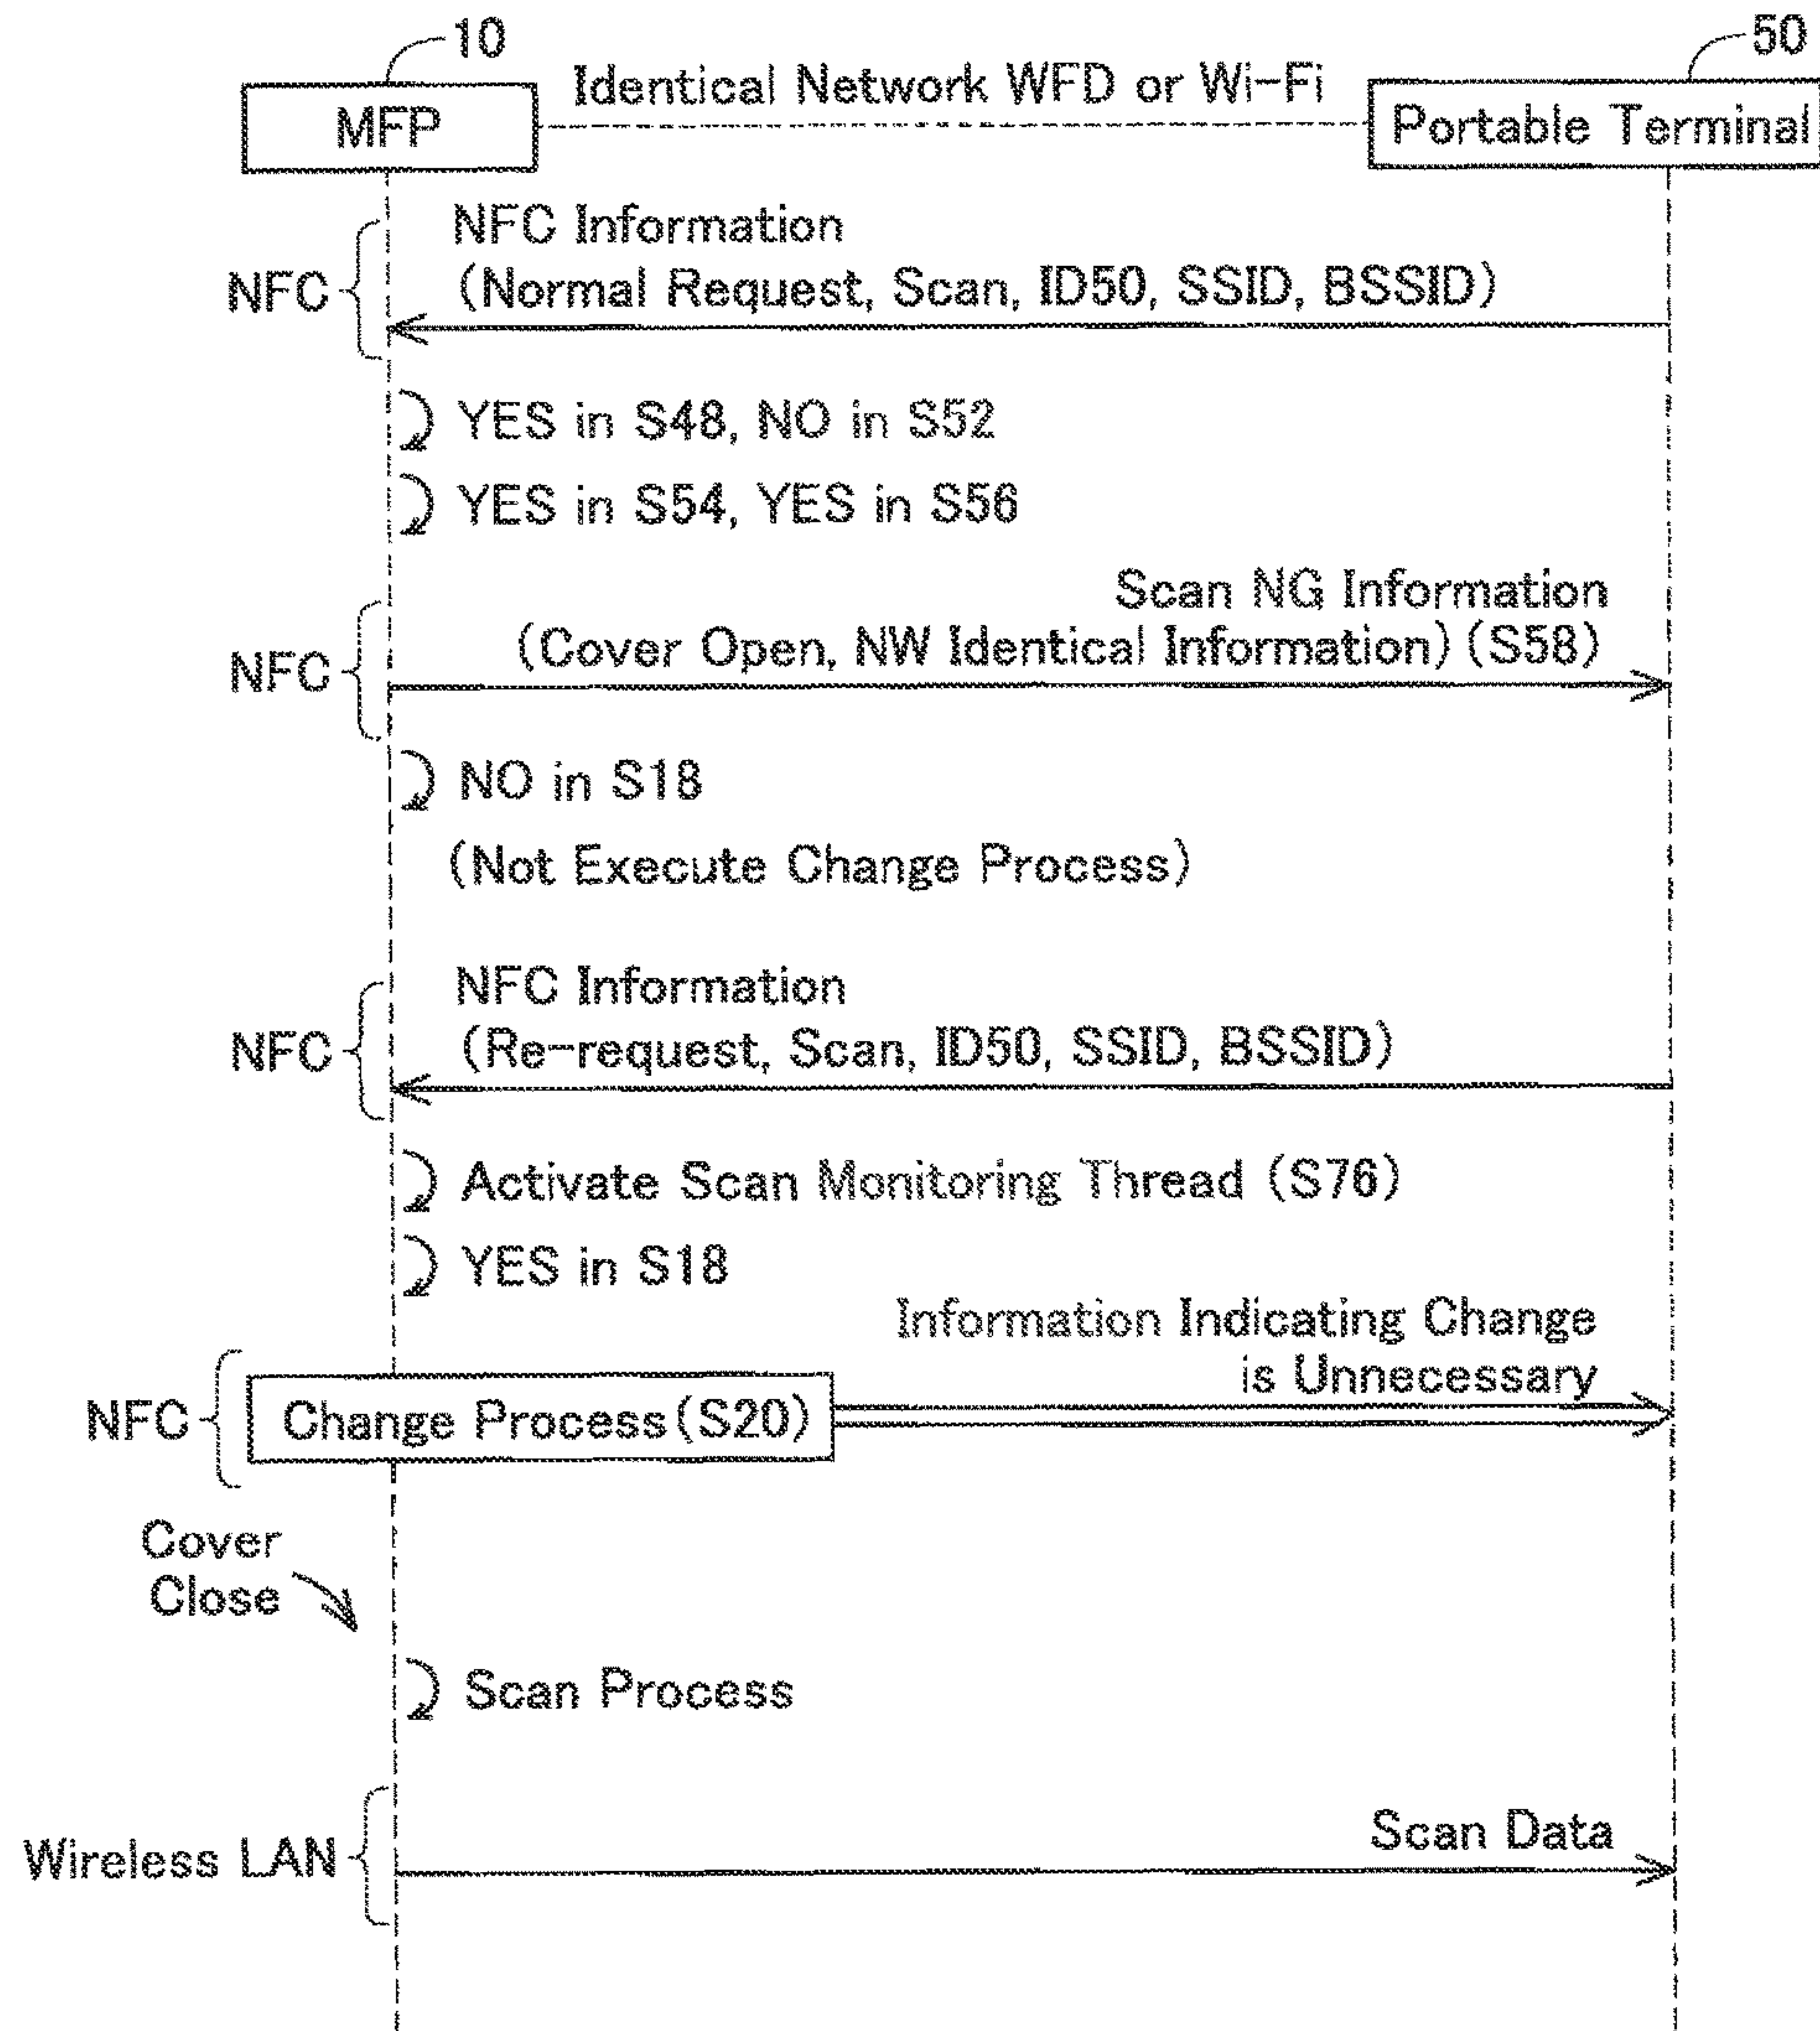 10
50
Identical Network WFD or Wi-Fi
MFP
Portable Terminal
NFC Information
NFC
(Normal Request, Scan, ID50, SSID, BSSID)
YES in S48, NO in S52
YES in S54, YES in S56
Scan NG Information
(Cover Open, NW Identical Information) (S58)
NFC
NO in S18
(Not Execute Change Process)
NFC Information
NFC
(Re-request, Scan, ID50, SSID, BSSID)
Activate Scan Monitoring Thread (S76)
YES in S18
Information Indicating Change
is Unnecessary
NFC
Change Process(S20)
Cover
Close
Scan Process
Scan Data
Wireless LAN